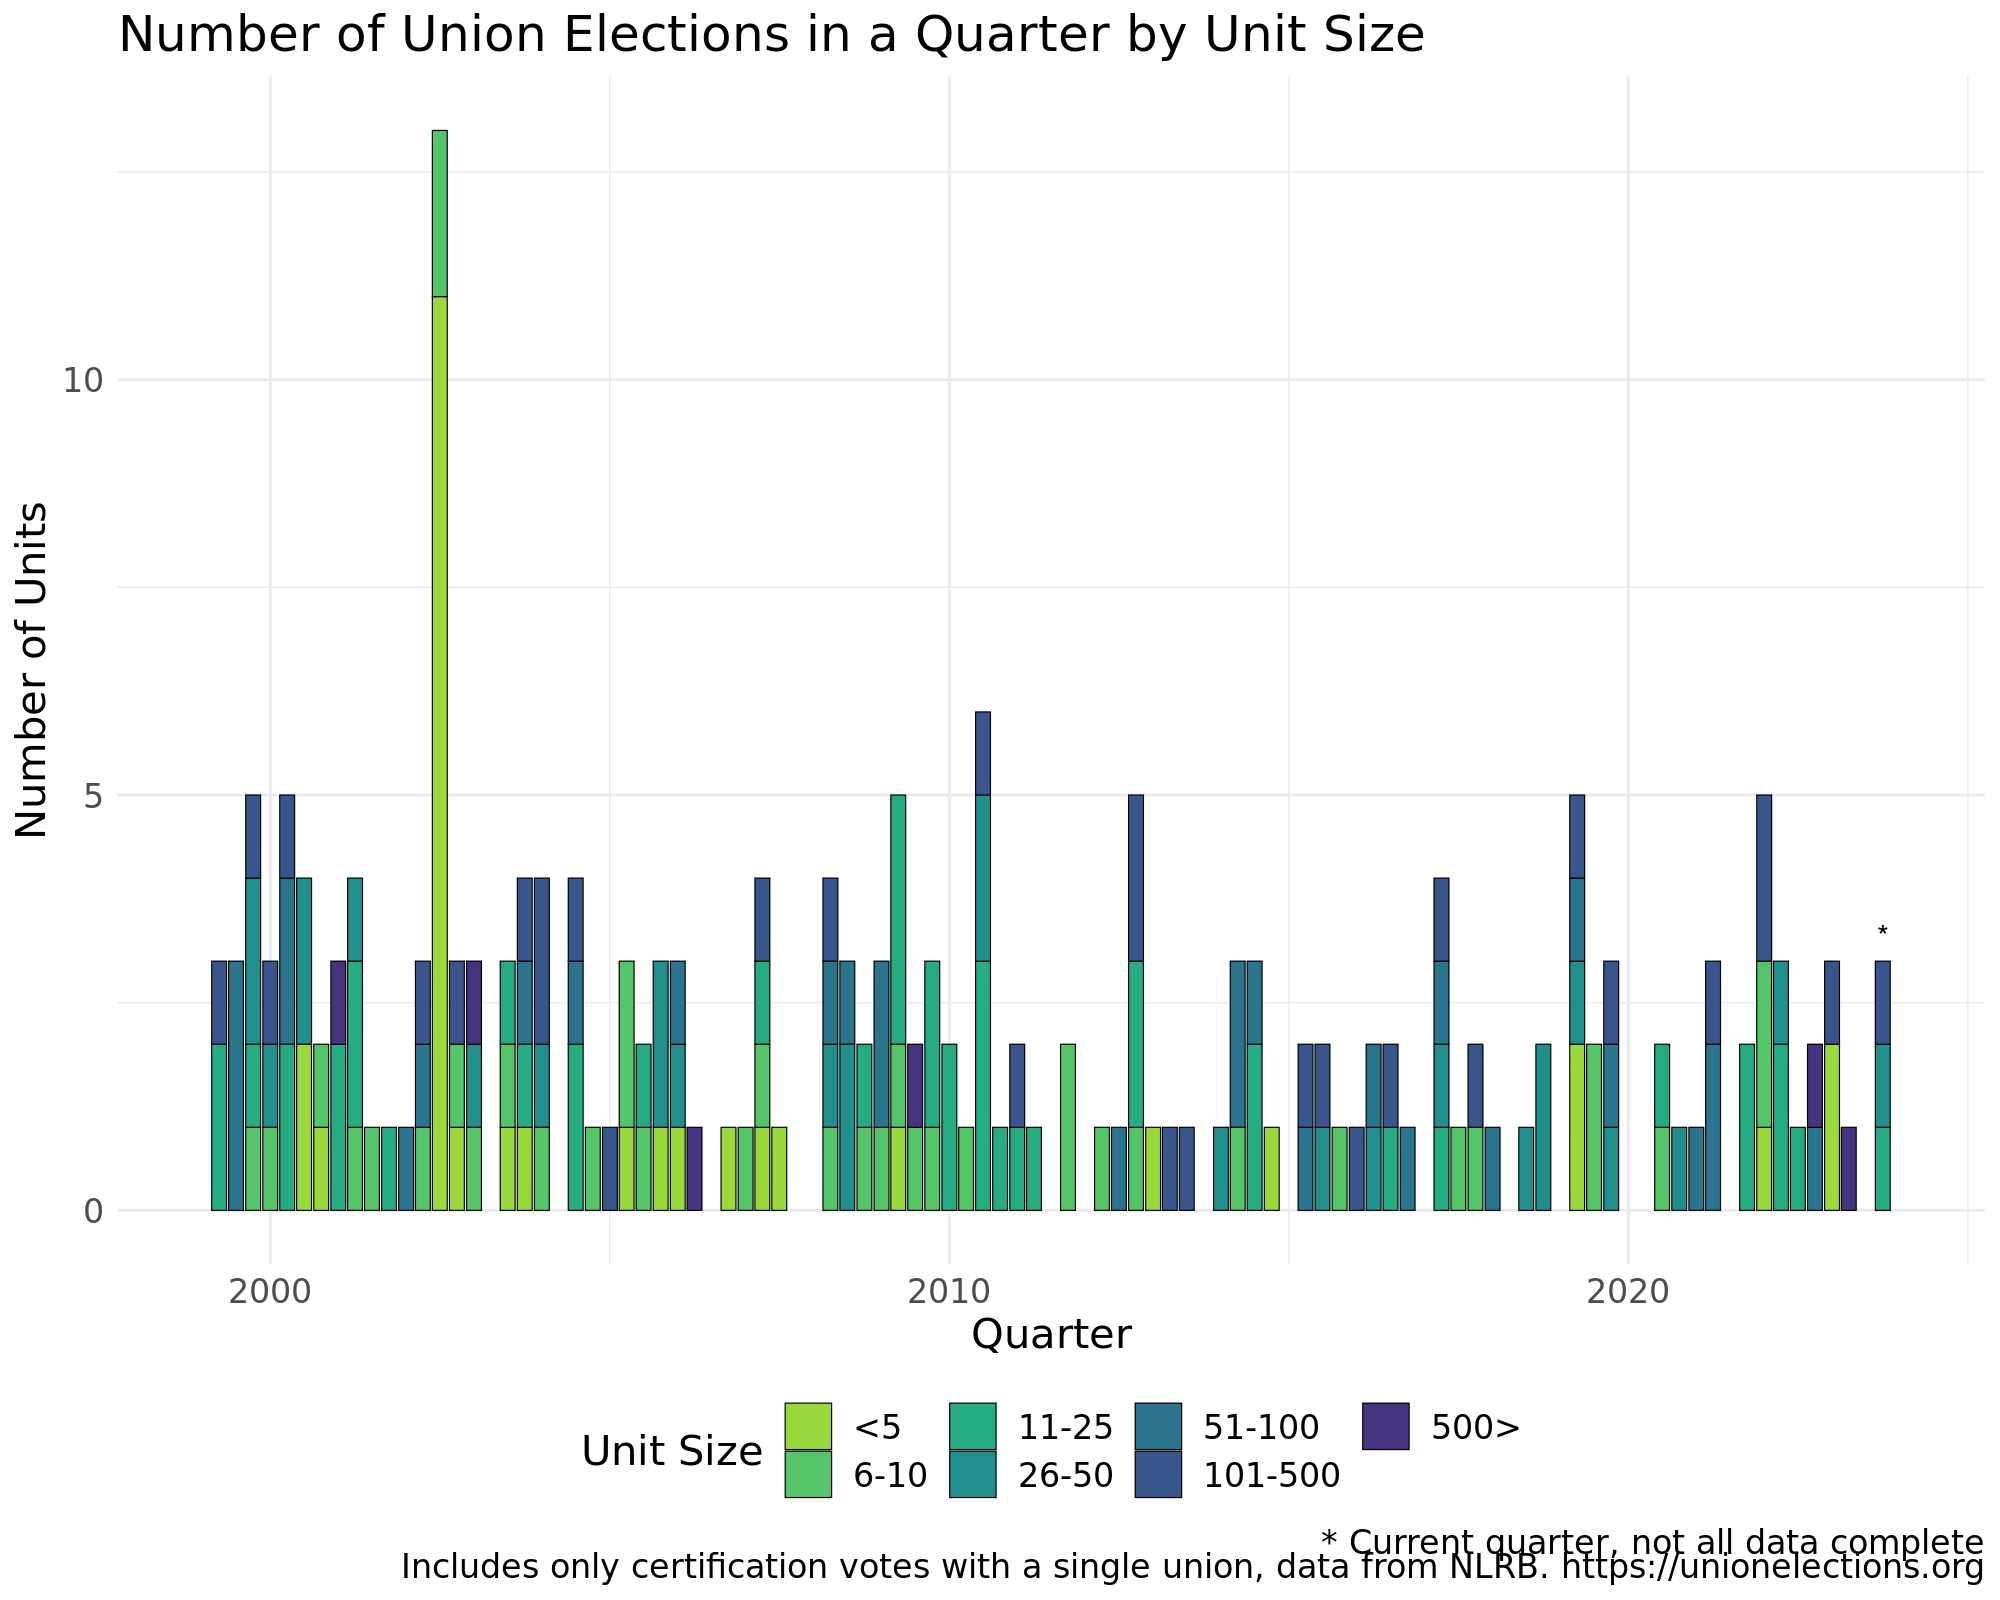 Number of Union Elections in a Quarter by Unit Size
Number of Units
10
5
0
*
2000 2010 2020
Quarter
Unit Size
<5 11-25 51-100 500>
6-10 26-50 101-500
* Current quarter, not all data complete
Includes only certification votes with a single union, data from NLRB. https://unionelections.org